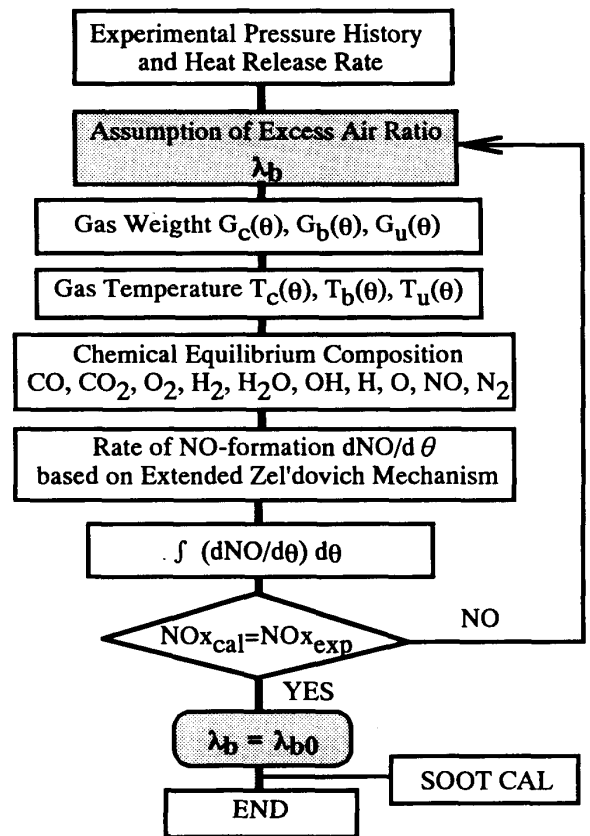 Experimental Pressure History
and Heat Release Rate
Assumption of Excess Air Ratio
λb
Gas Weigtht Gc(θ), Gb(θ), Gu(θ)
Gas Temperature Tc(θ), Tb(θ), Tu(θ)
Chemical Equilibrium Composition
CO, CO2, O2, H2, H2O, OH, H, O, NO, N2
Rate of NO-formation dNO/d θ
based on Extended Zel'dovich Mechanism
∫ (dNO/dθ) dθ
NOxcal=NOxexp
NO
YES
λb = λb0
SOOT CAL
END